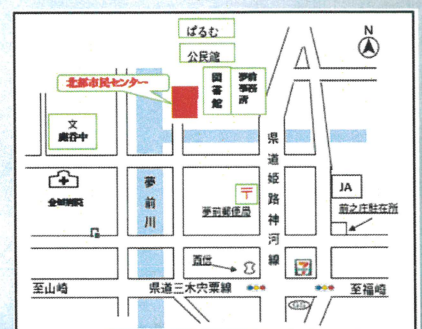 ぱるむ
N
公民館
北部市民センター
図書館
夢前事務所
文
鹿谷中
県道姫路神河線
夢前川
JA
〒
夢前郵便局
前之庄駐在所
酒信
7
至山崎
県道三木宍粟線
至福崎